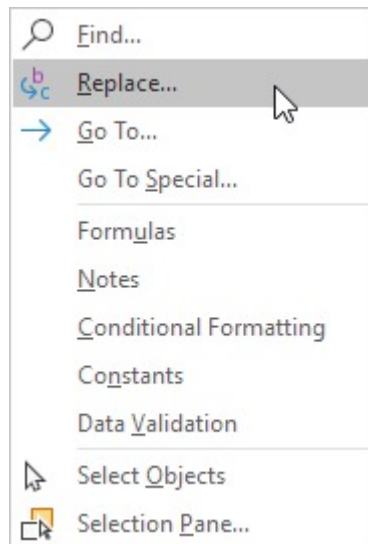 Find...
Replace...
Go To...
Go To Special...
Formulas
Notes
Conditional Formatting
Constants
Data Validation
Select Objects
Selection Pane...